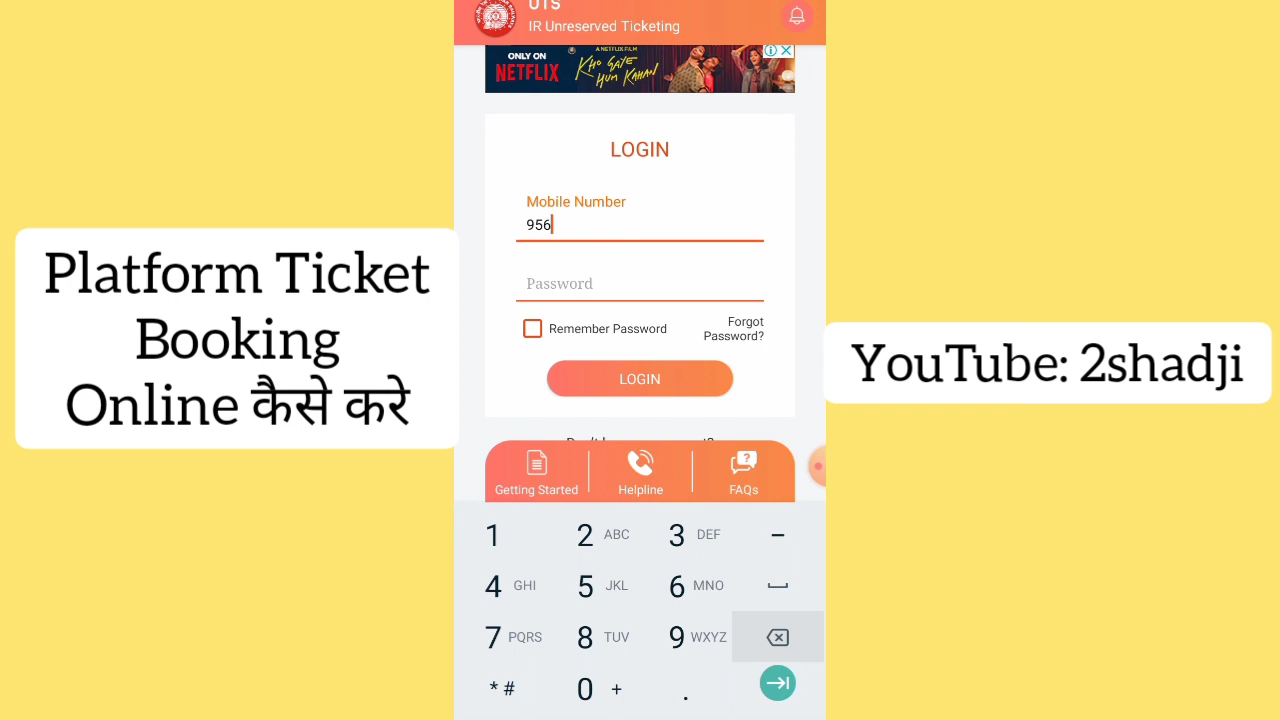 UTS
IR Unreserved Ticketing
ONLY ON
NETFLIX
A NETFLIX FILM
KHO GAYE
HUM KAHAN
LOGIN
Mobile Number
956
Password
Remember Password
Forgot
Password?
LOGIN
Getting Started
Helpline
FAQs
1
2 ABC
3 DEF
-
4 GHI
5 JKL
6 MNO
7 PQRS
8 TUV
9 WXYZ
* #
0 +
.
Platform Ticket
Booking
Online कैसे करे
YouTube: 2shadji